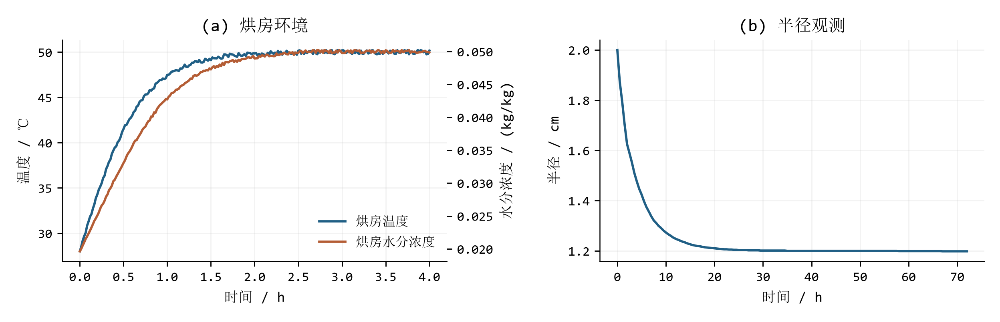 (a) 烘房环境
50
45
40
35
30
温度 / ℃
0.050
0.045
0.040
0.035
0.030
0.025
0.020
水分浓度 / (kg/kg)
烘房温度
烘房水分浓度
0.0 0.5 1.0 1.5 2.0 2.5 3.0 3.5 4.0
时间 / h
(b) 半径观测
2.0
1.8
1.6
1.4
1.2
半径 / cm
0 10 20 30 40 50 60 70
时间 / h